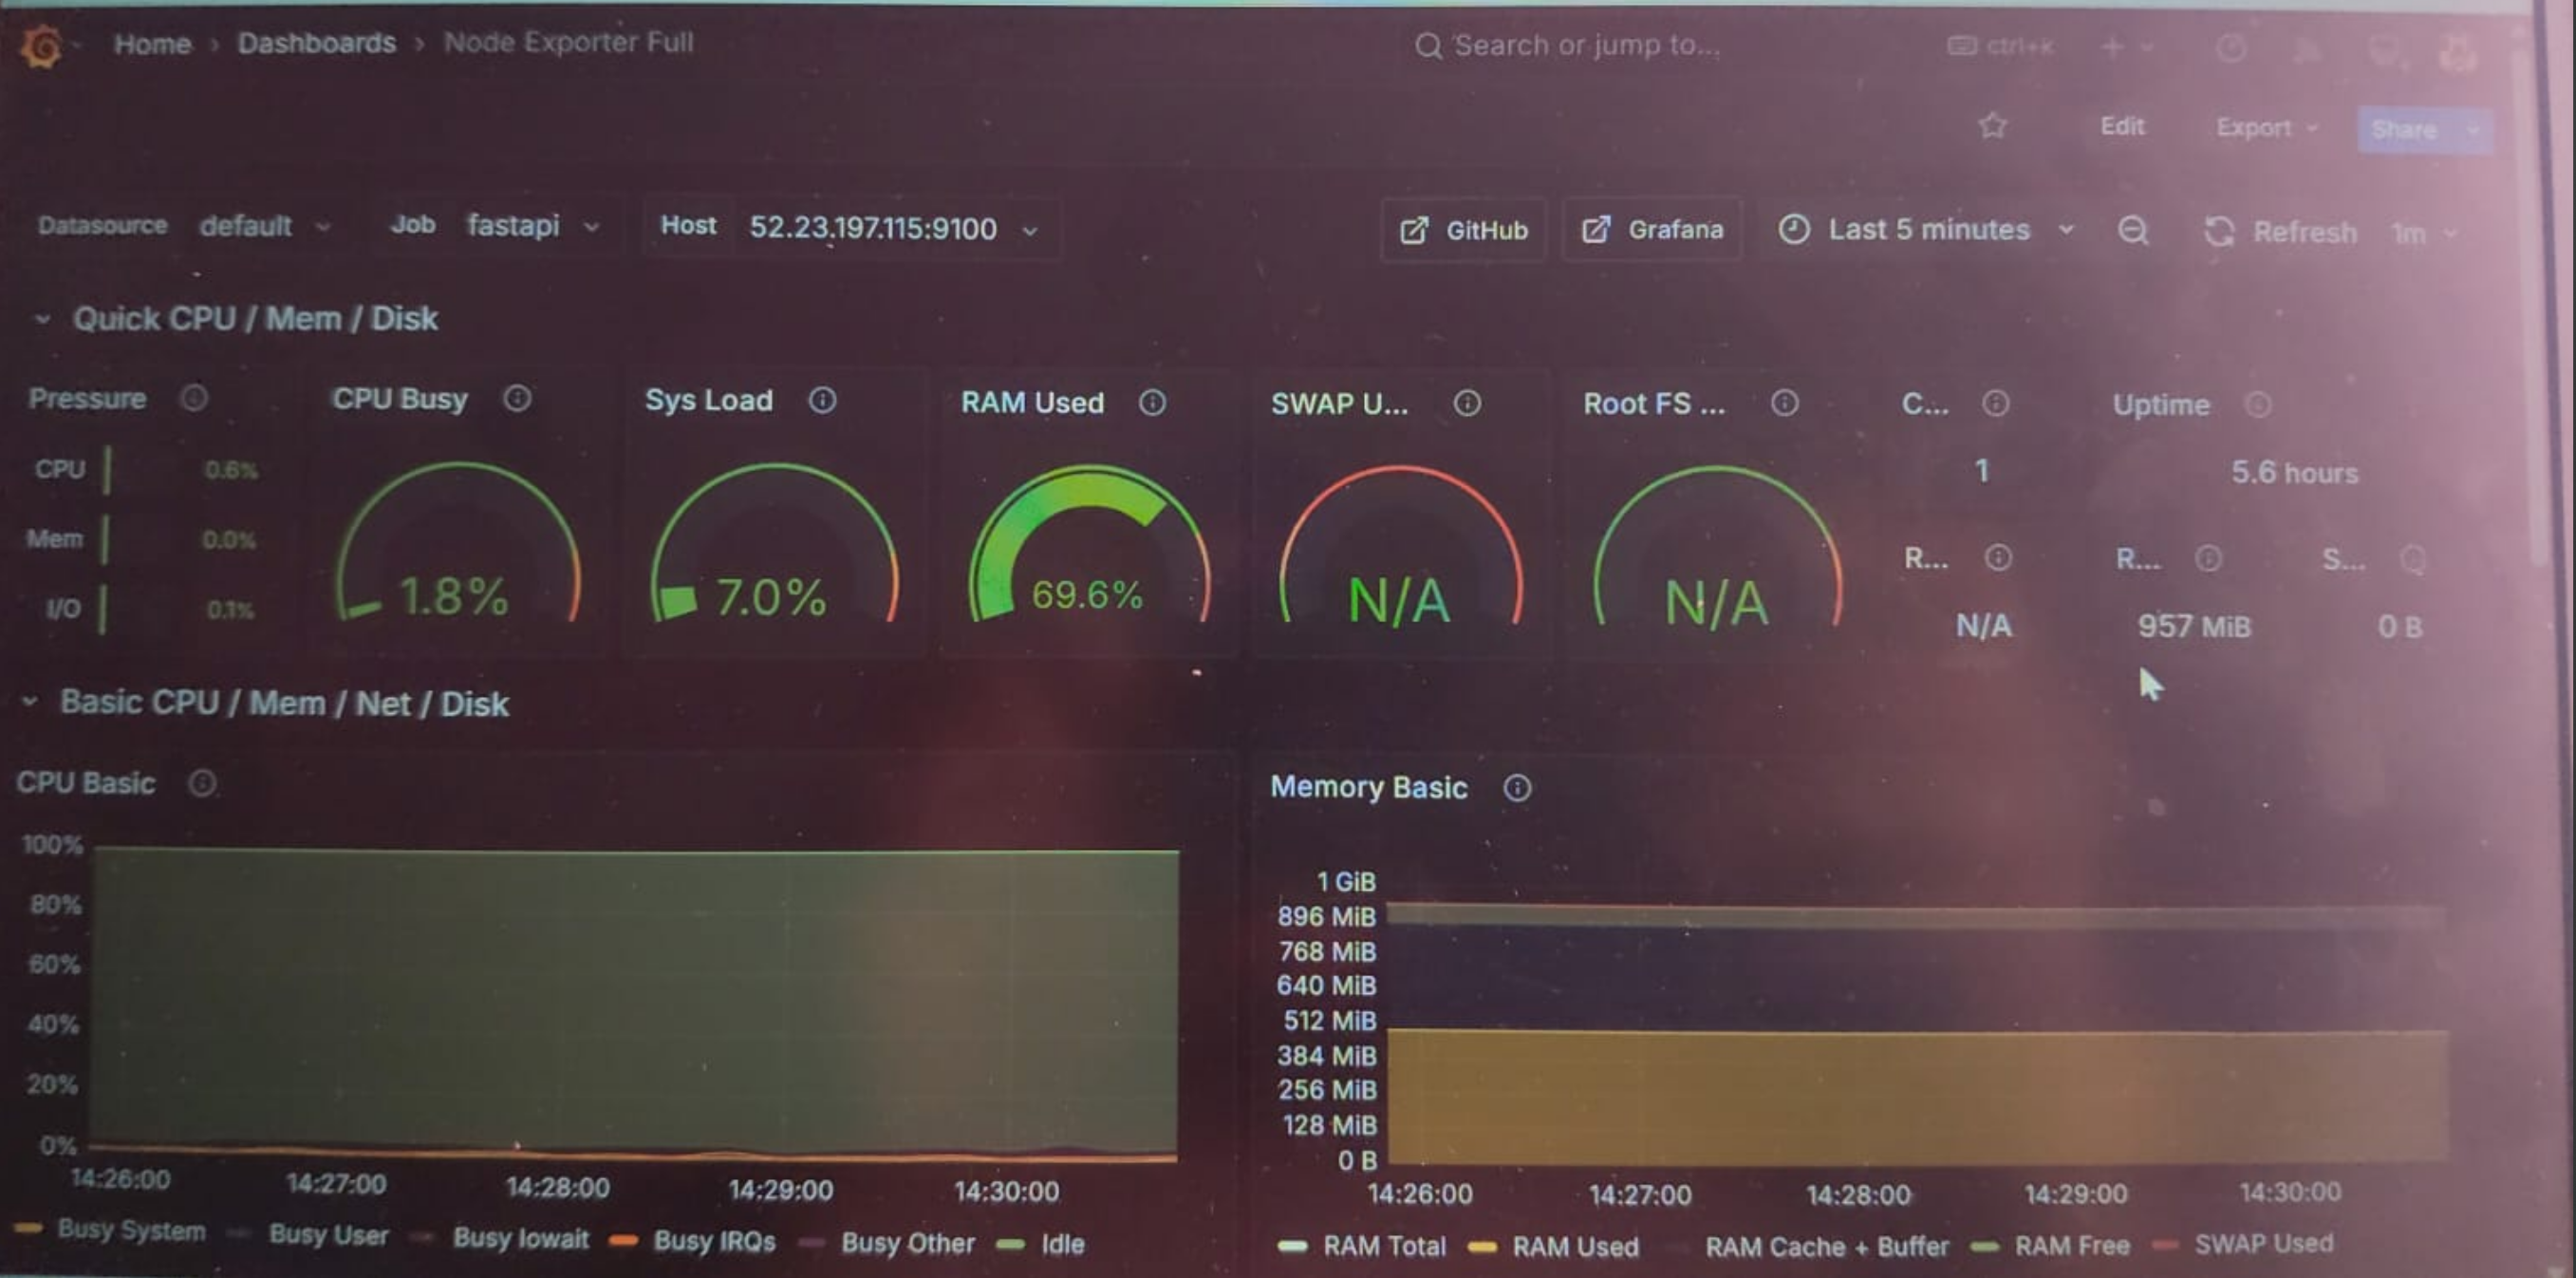 Home › Dashboards › Node Exporter Full Search or jump to... ctrl+k
Edit Export Share
Datasource default Job fastapi Host 52.23.197.115:9100 GitHub Grafana Last 5 minutes Refresh 1m
Quick CPU / Mem / Disk
Pressure CPU Busy Sys Load RAM Used SWAP U... Root FS ... C... Uptime
CPU 0.6%
Mem 0.0%
I/O 0.1%
1.8% 7.0% 69.6% N/A N/A
1 5.6 hours
R... R... S...
N/A 957 MiB 0 B
Basic CPU / Mem / Net / Disk
CPU Basic
100%
80%
60%
40%
20%
0%
14:26:00 14:27:00 14:28:00 14:29:00 14:30:00
Busy System Busy User Busy Iowait Busy IRQs Busy Other Idle
Memory Basic
1 GiB
896 MiB
768 MiB
640 MiB
512 MiB
384 MiB
256 MiB
128 MiB
0 B
14:26:00 14:27:00 14:28:00 14:29:00 14:30:00
RAM Total RAM Used RAM Cache + Buffer RAM Free SWAP Used